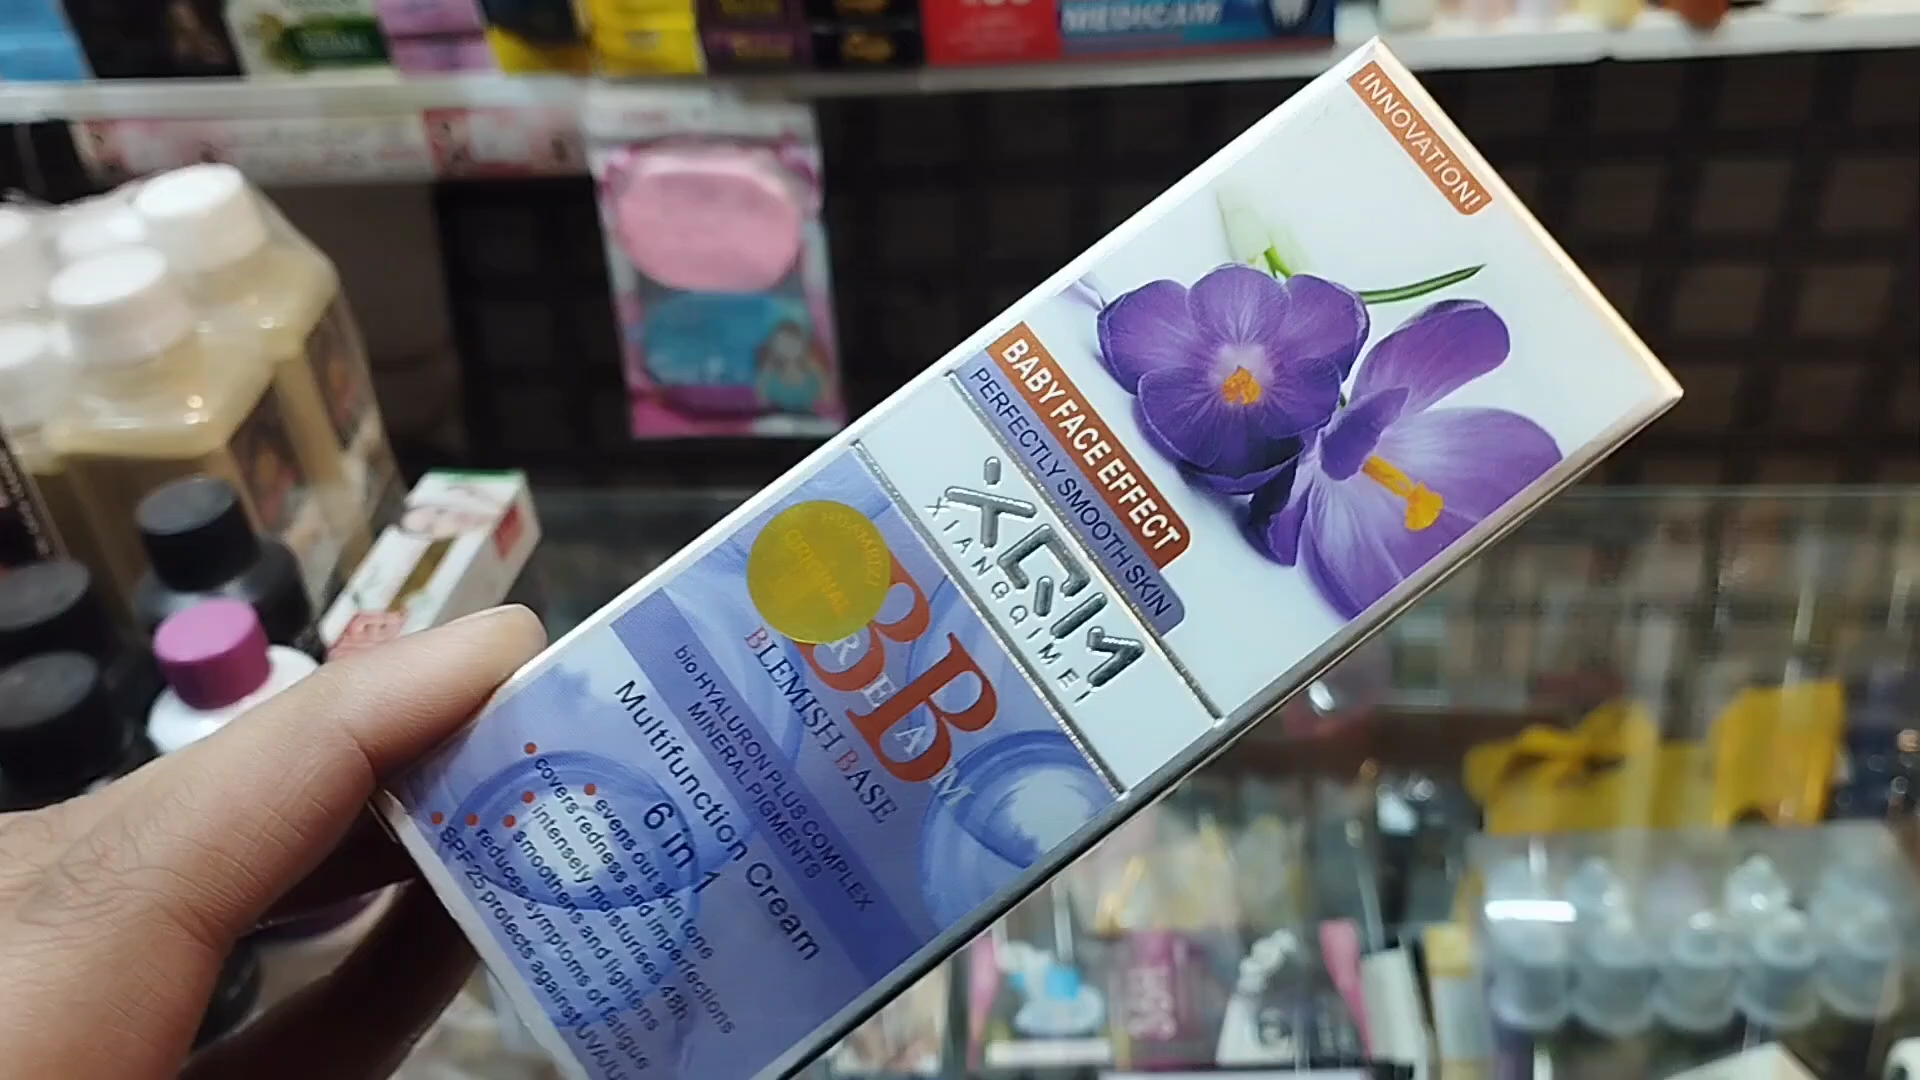 MEDICAM
INNOVATION!
BABY FACE EFFECT
PERFECTLY SMOOTH SKIN
XQM
XIANGQIMEI
ORIGINAL
BB
CREAM
BLEMISH BASE
bio HYALURON PLUS COMPLEX
MINERAL PIGMENTS
Multifunction Cream
6 in 1
evens out skin tone
covers redness and imperfections
intensely moisturises 48h
smoothens and lightens
reduces symptoms of fatigue
SPF 25 protects against UVA/U